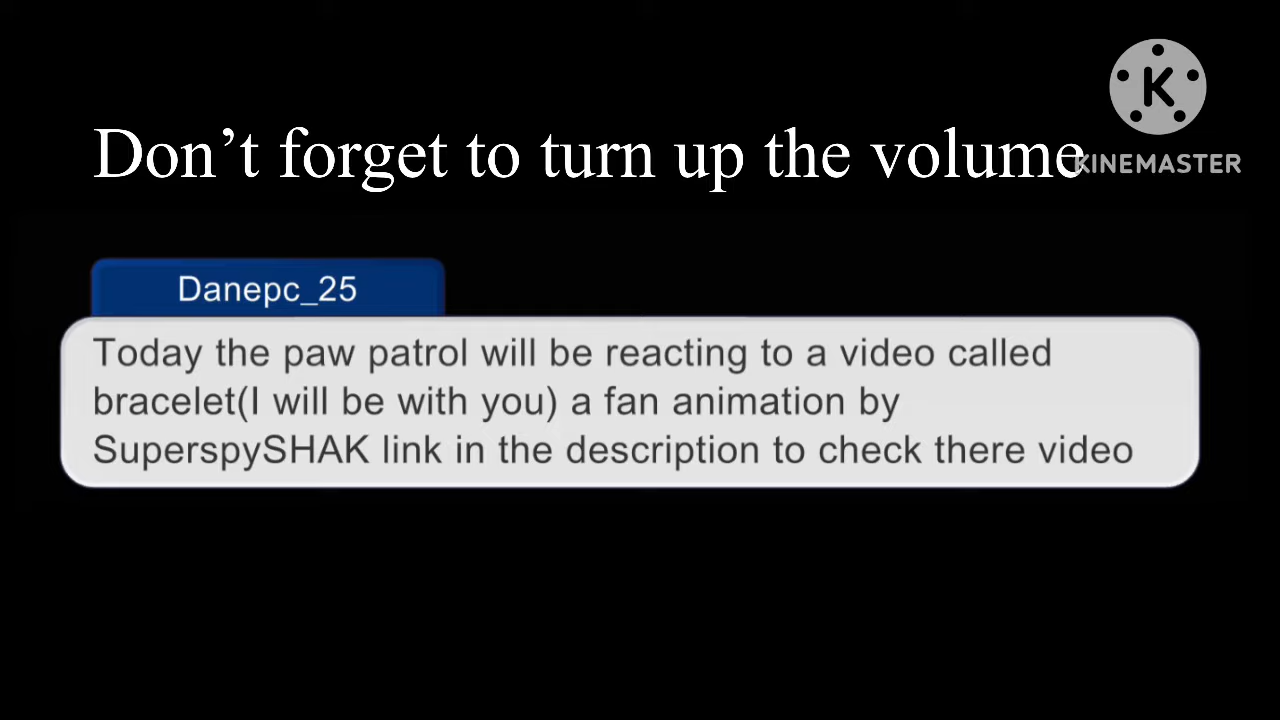 Don’t forget to turn up the volume
K
KINEMASTER
Danepc_25
Today the paw patrol will be reacting to a video called
bracelet(I will be with you) a fan animation by
SuperspySHAK link in the description to check there video